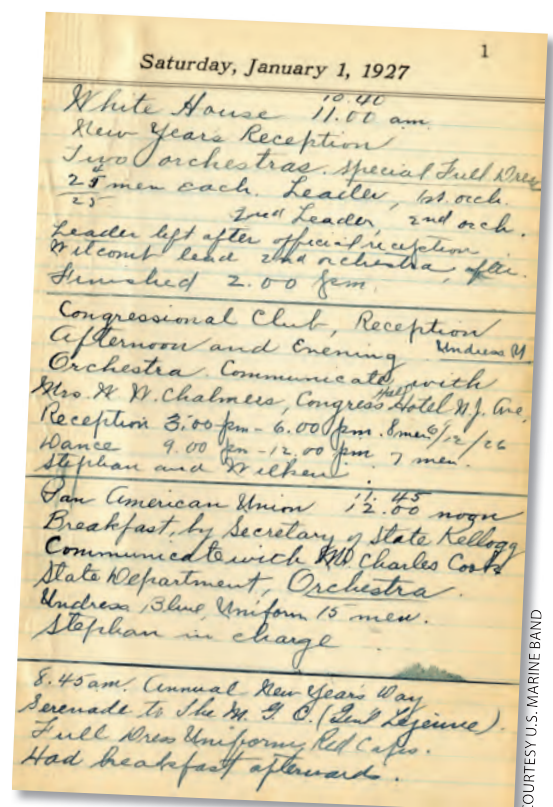 1
Saturday, January 1, 1927
10.40
White House 11.00 am.
New Years Reception
Two orchestras. Special Full Dress
25 men each. Leader, 1st. orch.
25 2nd Leader, 2nd orch.
Leader left after official reception
Wilcomb lead 2nd orchestra,
Finished 2.00 pm.
Congressional Club, Reception
Afternoon and Evening Undress
Orchestra. Communicate with
Mrs. W. W. Chalmers, Congress Hotel N.J. Ave,
Reception 3.00 pm - 6.00 pm. 8 men /12/26
Dance 9.00 pm - 12.00 pm. 7 men.
Stephan and Wilken
11.45
Pan American Union 12.00 noon
Breakfast, by Secretary of State Kellogg
Communicate with Mr. Charles Cook
State Department, Orchestra.
Undress, Blue, Uniform 15 men.
Stephan in charge
8.45 am. Annual New Year's Day
Serenade to The M. G. C. (Genl Lejeune).
Full Dress Uniform, Red Capes.
Had breakfast afterwards.
COURTESY U.S. MARINE BAND